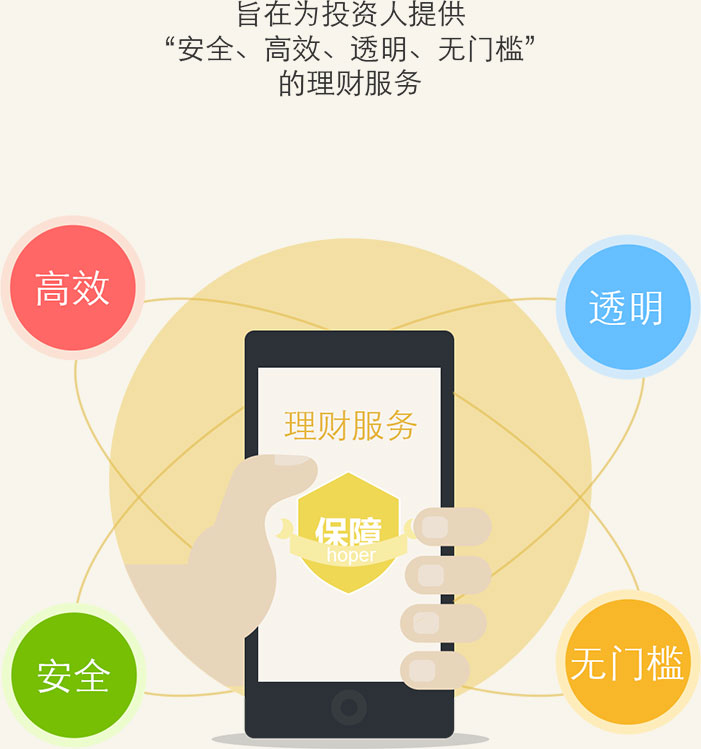 旨在为投资人提供
“安全、高效、透明、无门槛”
的理财服务
高效
透明
理财服务
保障
hoper
安全
无门槛